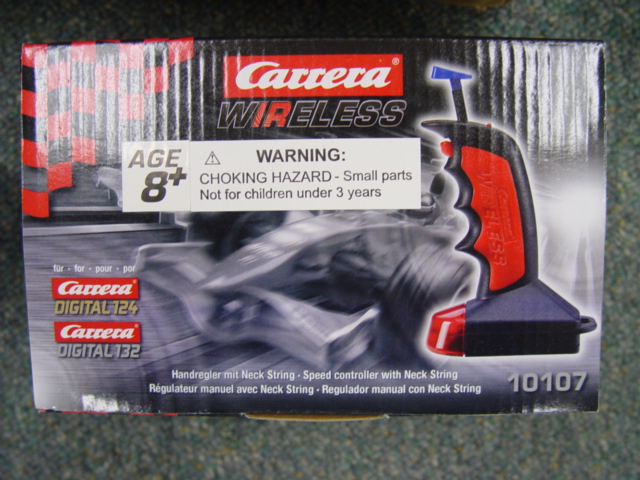 Carrera®
WIRELESS
AGE
8+
⚠ WARNING:
CHOKING HAZARD - Small parts
Not for children under 3 years
Carrera
WIRELESS
für - for - pour - por
Carrera
DIGITAL 124
Carrera
DIGITAL 132
Handregler mit Neck String · Speed controller with Neck String
Régulateur manuel avec Neck String · Regulador manual con Neck String
10107